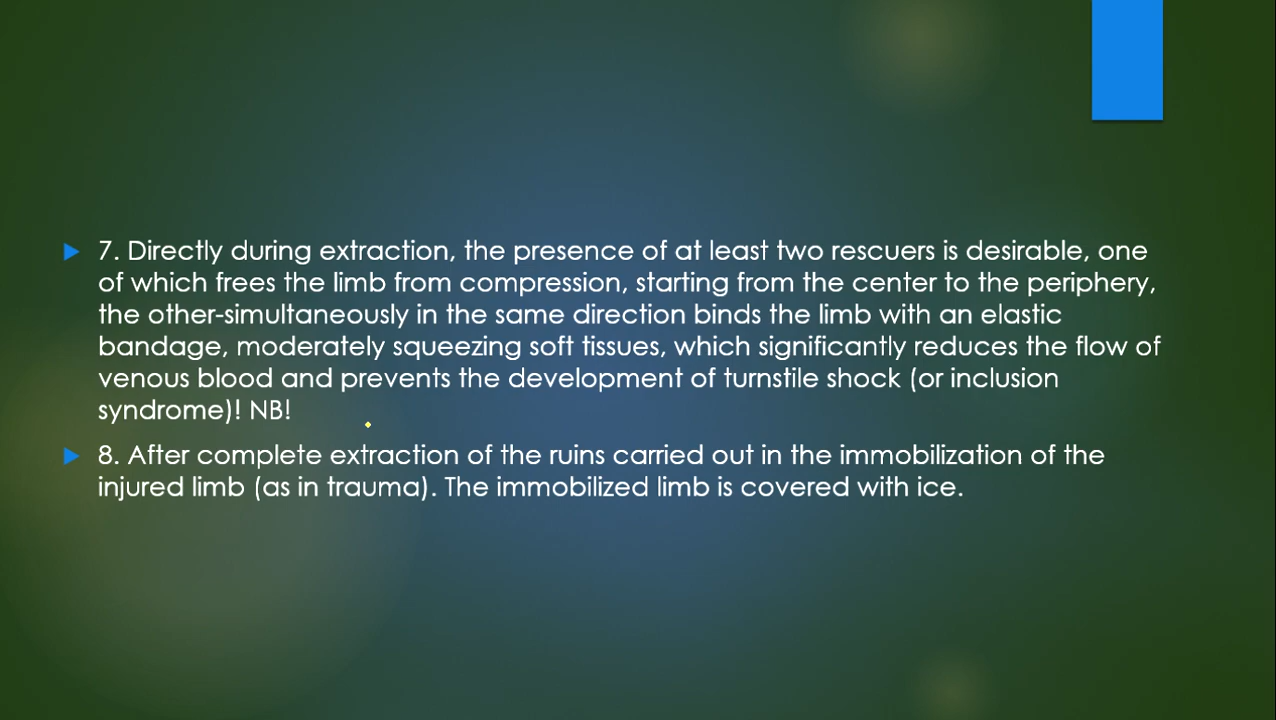 7. Directly during extraction, the presence of at least two rescuers is desirable, one
of which frees the limb from compression, starting from the center to the periphery,
the other-simultaneously in the same direction binds the limb with an elastic
bandage, moderately squeezing soft tissues, which significantly reduces the flow of
venous blood and prevents the development of turnstile shock (or inclusion
syndrome)! NB!
8. After complete extraction of the ruins carried out in the immobilization of the
injured limb (as in trauma). The immobilized limb is covered with ice.